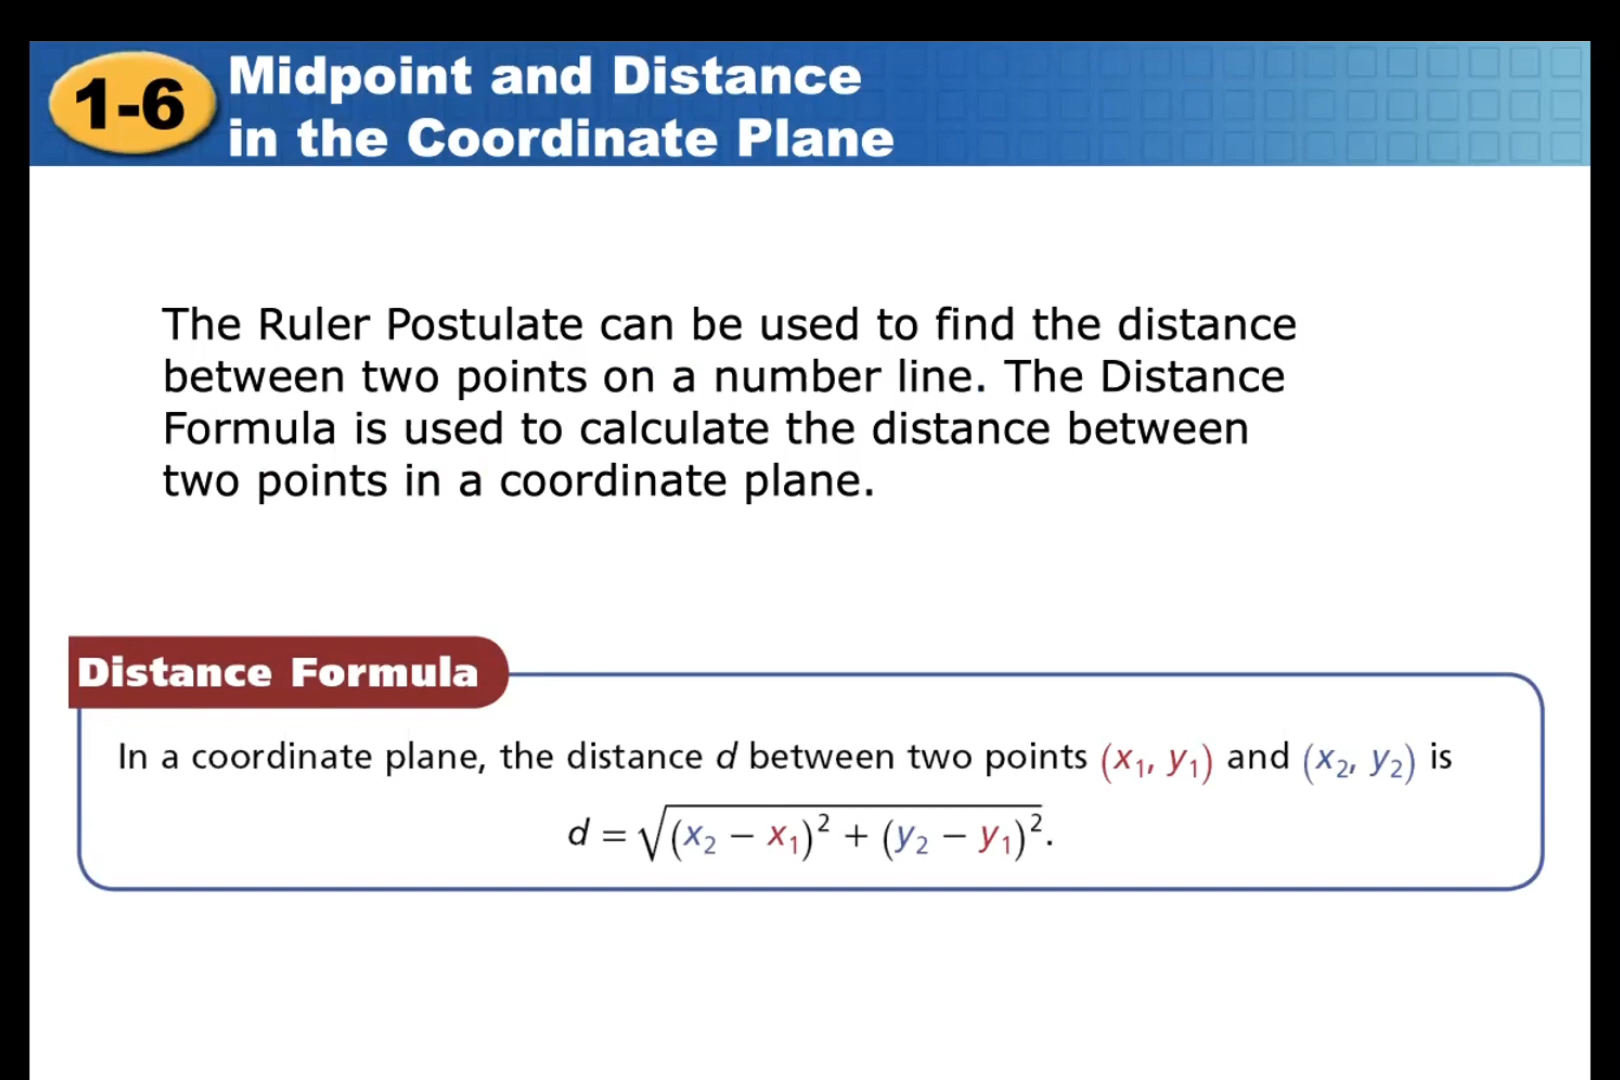 1-6
Midpoint and Distance
in the Coordinate Plane
The Ruler Postulate can be used to find the distance
between two points on a number line. The Distance
Formula is used to calculate the distance between
two points in a coordinate plane.
Distance Formula
In a coordinate plane, the distance d between two points (x₁, y₁) and (x₂, y₂) is
d = √(x₂ − x₁)² + (y₂ − y₁)².